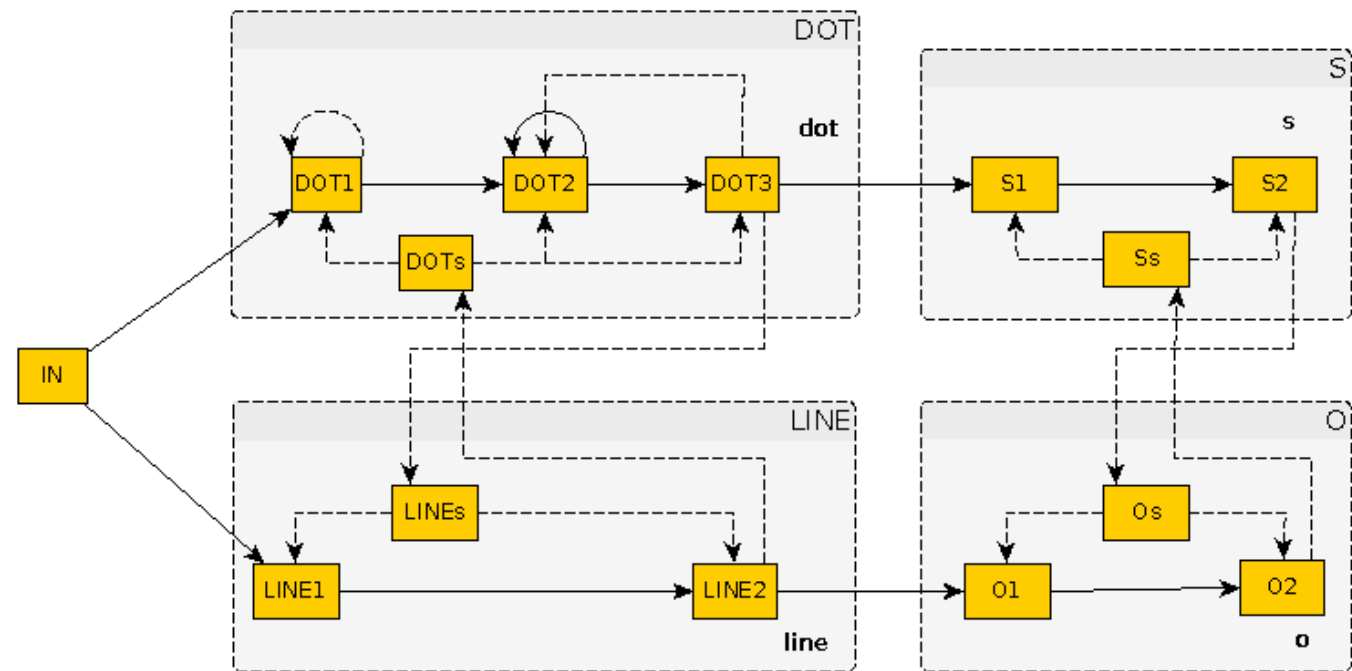 DOT
S
dot
s
DOT1
DOT2
DOT3
S1
S2
DOTs
Ss
IN
LINE
O
LINEs
Os
LINE1
LINE2
O1
O2
line
o